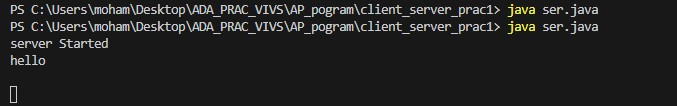 PS C:\Users\moham\Desktop\ADA_PRAC_VIVS\AP_pogram\client_server_prac1> java ser.java
PS C:\Users\moham\Desktop\ADA_PRAC_VIVS\AP_pogram\client_server_prac1> java ser.java
server Started
hello